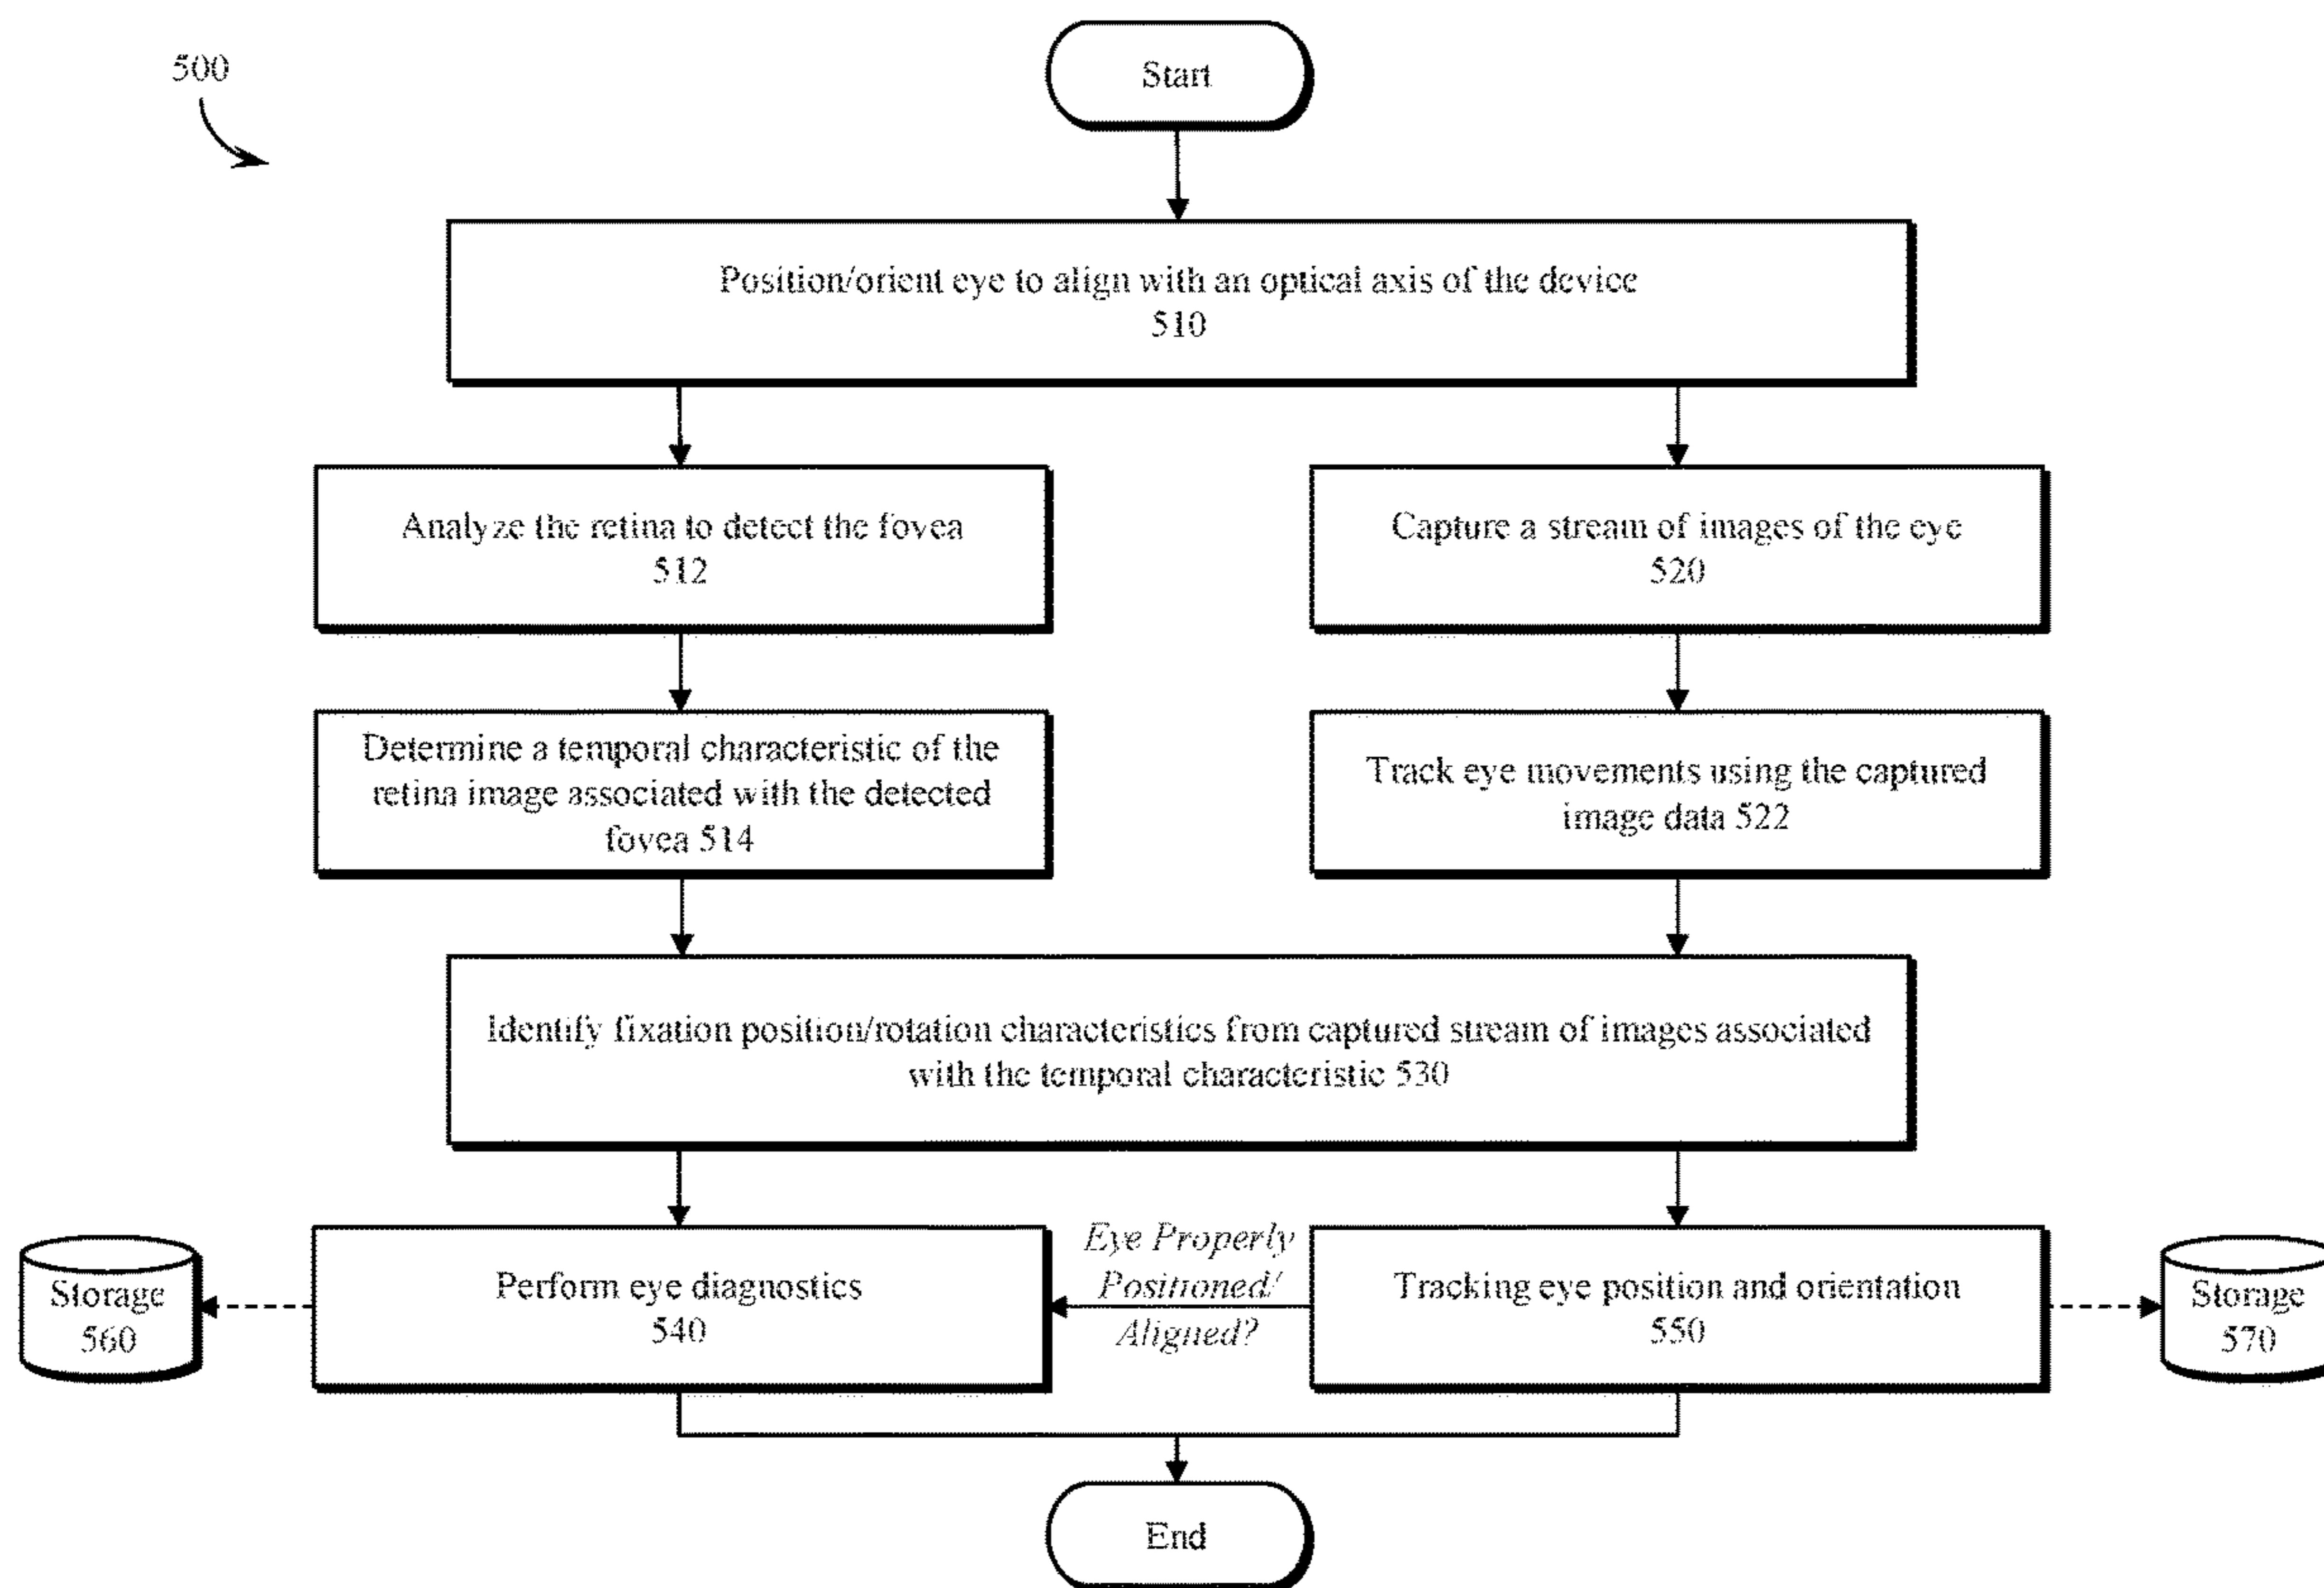 500
Start
Position/orient eye to align with an optical axis of the device
510
Analyze the retina to detect the fovea
512
Capture a stream of images of the eye
520
Determine a temporal characteristic of the
retina image associated with the detected
fovea 514
Track eye movements using the captured
image data 522
Identify fixation position/rotation characteristics from captured stream of images associated
with the temporal characteristic 530
Storage
560
Perform eye diagnostics
540
Eye Properly
Positioned/
Aligned?
Tracking eye position and orientation
550
Storage
570
End